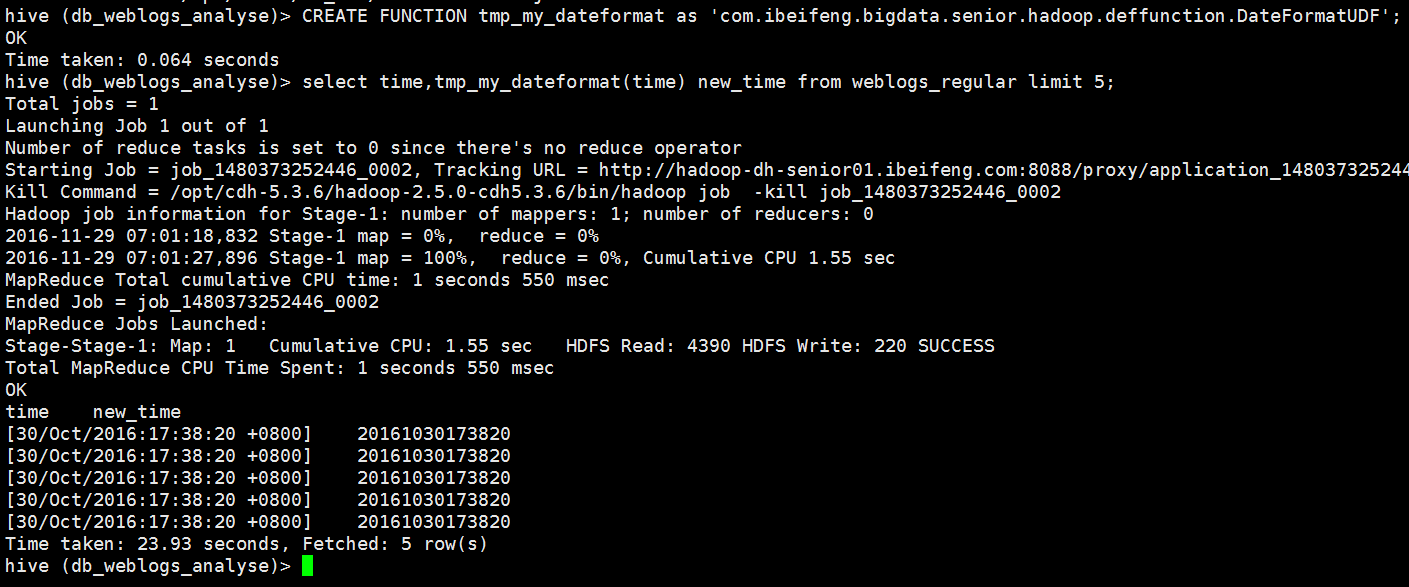 hive (db_weblogs_analyse)> CREATE FUNCTION tmp_my_dateformat as 'com.ibeifeng.bigdata.senior.hadoop.deffunction.DateFormatUDF';
OK
Time taken: 0.064 seconds
hive (db_weblogs_analyse)> select time,tmp_my_dateformat(time) new_time from weblogs_regular limit 5;
Total jobs = 1
Launching Job 1 out of 1
Number of reduce tasks is set to 0 since there's no reduce operator
Starting Job = job_1480373252446_0002, Tracking URL = http://hadoop-dh-senior01.ibeifeng.com:8088/proxy/application_148037325244
Kill Command = /opt/cdh-5.3.6/hadoop-2.5.0-cdh5.3.6/bin/hadoop job  -kill job_1480373252446_0002
Hadoop job information for Stage-1: number of mappers: 1; number of reducers: 0
2016-11-29 07:01:18,832 Stage-1 map = 0%,  reduce = 0%
2016-11-29 07:01:27,896 Stage-1 map = 100%,  reduce = 0%, Cumulative CPU 1.55 sec
MapReduce Total cumulative CPU time: 1 seconds 550 msec
Ended Job = job_1480373252446_0002
MapReduce Jobs Launched:
Stage-Stage-1: Map: 1   Cumulative CPU: 1.55 sec   HDFS Read: 4390 HDFS Write: 220 SUCCESS
Total MapReduce CPU Time Spent: 1 seconds 550 msec
OK
time    new_time
[30/Oct/2016:17:38:20 +0800]    20161030173820
[30/Oct/2016:17:38:20 +0800]    20161030173820
[30/Oct/2016:17:38:20 +0800]    20161030173820
[30/Oct/2016:17:38:20 +0800]    20161030173820
[30/Oct/2016:17:38:20 +0800]    20161030173820
Time taken: 23.93 seconds, Fetched: 5 row(s)
hive (db_weblogs_analyse)>